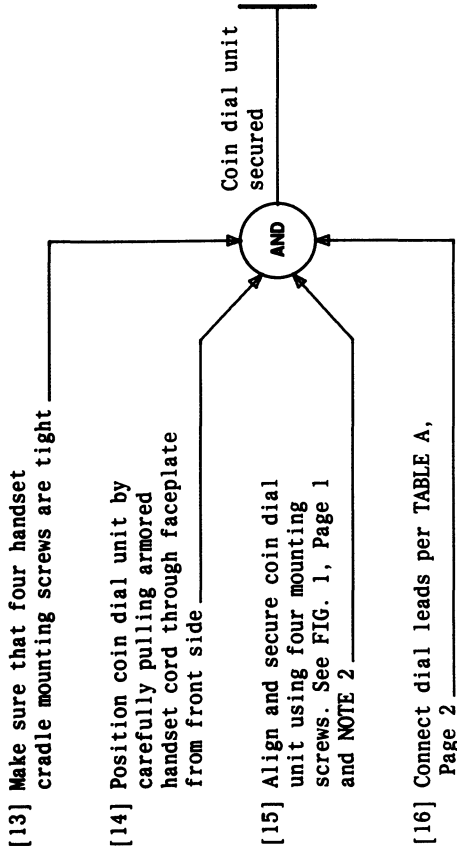 [13] Make sure that four handset
cradle mounting screws are tight
[14] Position coin dial unit by
carefully pulling armored
handset cord through faceplate
from front side
[15] Align and secure coin dial
unit using four mounting
screws. See FIG. 1, Page 1
and NOTE 2
[16] Connect dial leads per TABLE A,
Page 2
AND
Coin dial unit
secured